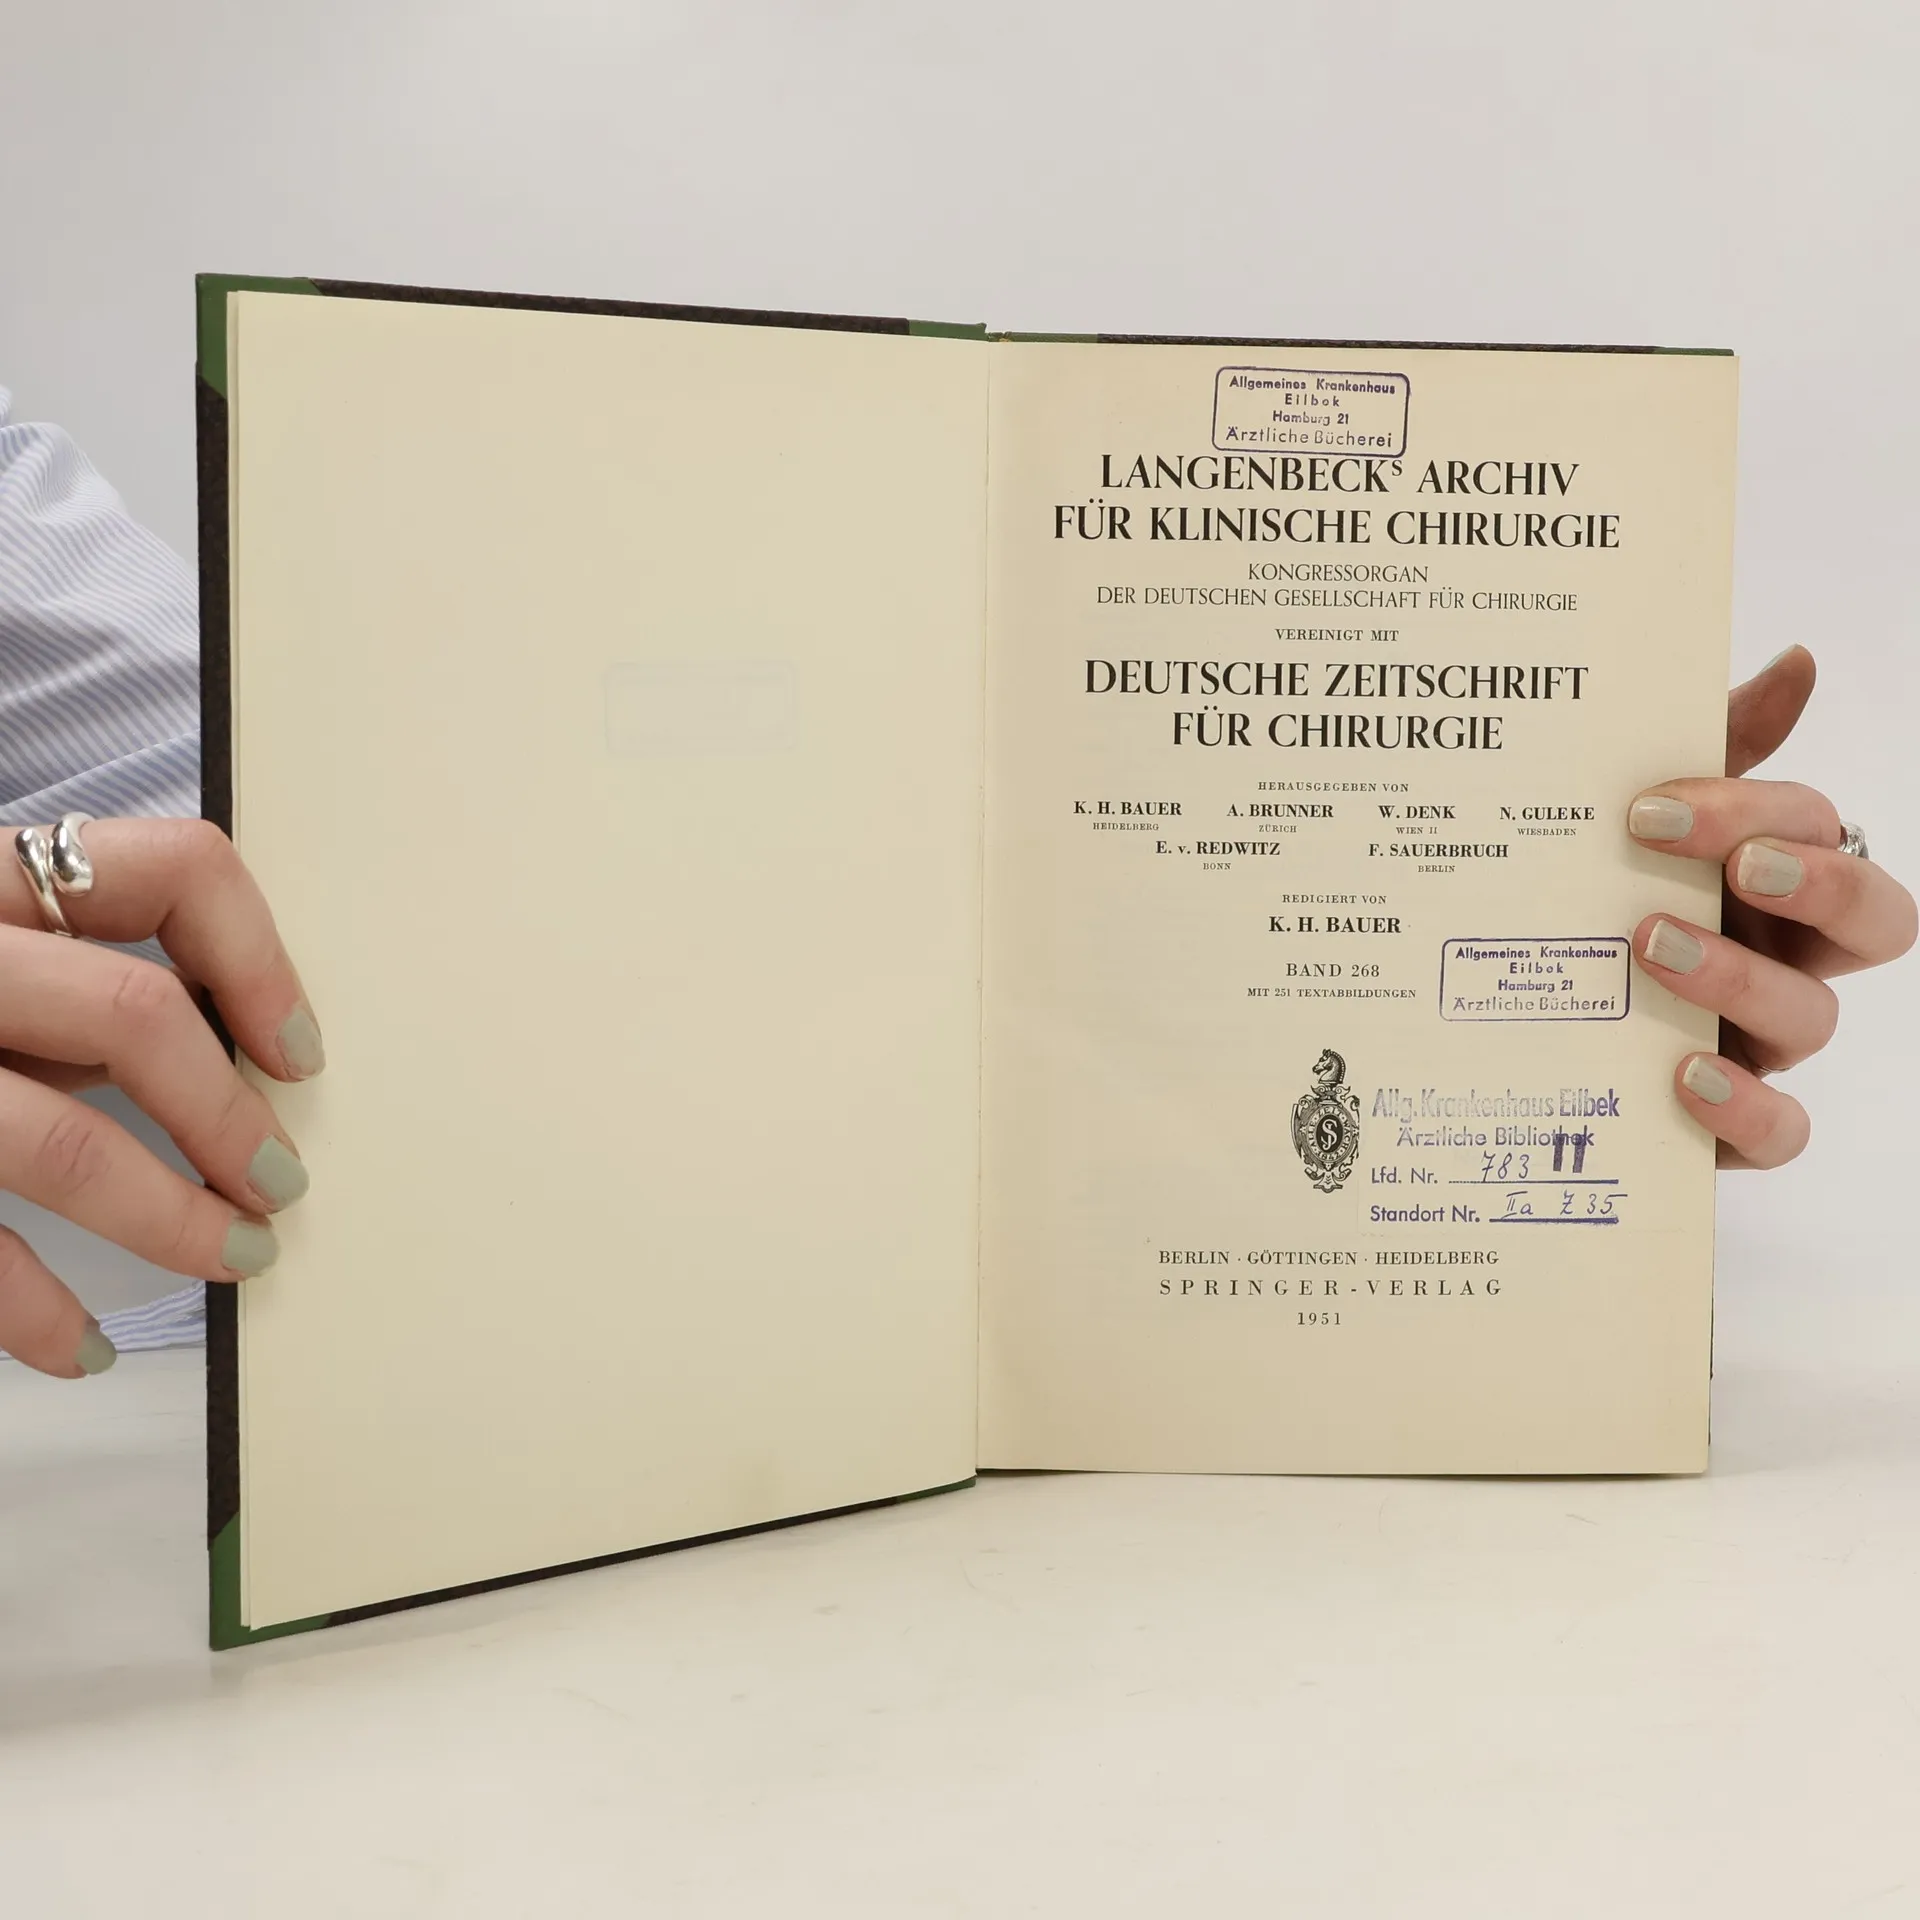 Allgemeines Krankenhaus
Eilbek
Hamburg 21
Ärztliche Bücherei
LANGENBECKs ARCHIV
FÜR KLINISCHE CHIRURGIE
KONGRESSORGAN
DER DEUTSCHEN GESELLSCHAFT FÜR CHIRURGIE
VEREINIGT MIT
DEUTSCHE ZEITSCHRIFT
FÜR CHIRURGIE
HERAUSGEGEBEN VON
K. H. BAUER A. BRUNNER W. DENK N. GULEKE
HEIDELBERG ZÜRICH WIEN II WIESBADEN
E. v. REDWITZ F. SAUERBRUCH
BONN BERLIN
REDIGIERT VON
K. H. BAUER
BAND 268
MIT 251 TEXTABBILDUNGEN
Allgemeines Krankenhaus
Eilbek
Hamburg 21
Ärztliche Bücherei
Allg. Krankenhaus Eilbek
Ärztliche Bibliothek
Lfd. Nr. 783 II
Standort Nr. IIa Z 35
BERLIN · GÖTTINGEN · HEIDELBERG
SPRINGER-VERLAG
1951